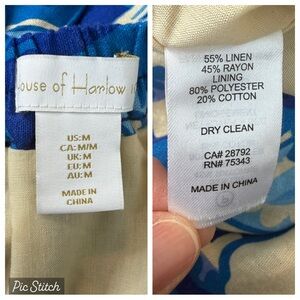 ouse of Harlow 1
US:M
CA: M/M
UK:M
EU:M
AU:M
MADE IN
CHINA
55% LINEN
45% RAYON
LINING
80% POLYESTER
20% COTTON
DRY CLEAN
CA# 28792
RN# 75343
MADE IN CHINA
Pic Stitch